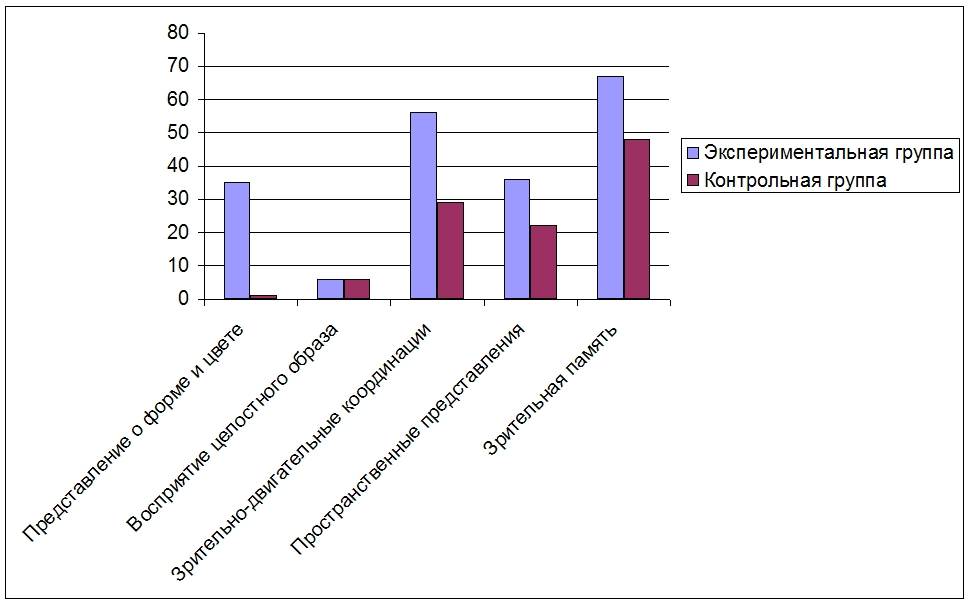 80
70
60
50
40
30
20
10
0
Экспериментальная группа
Контрольная группа
Представление о форме и цвете
Восприятие целостного образа
Зрительно-двигательные координации
Пространственные представления
Зрительная память